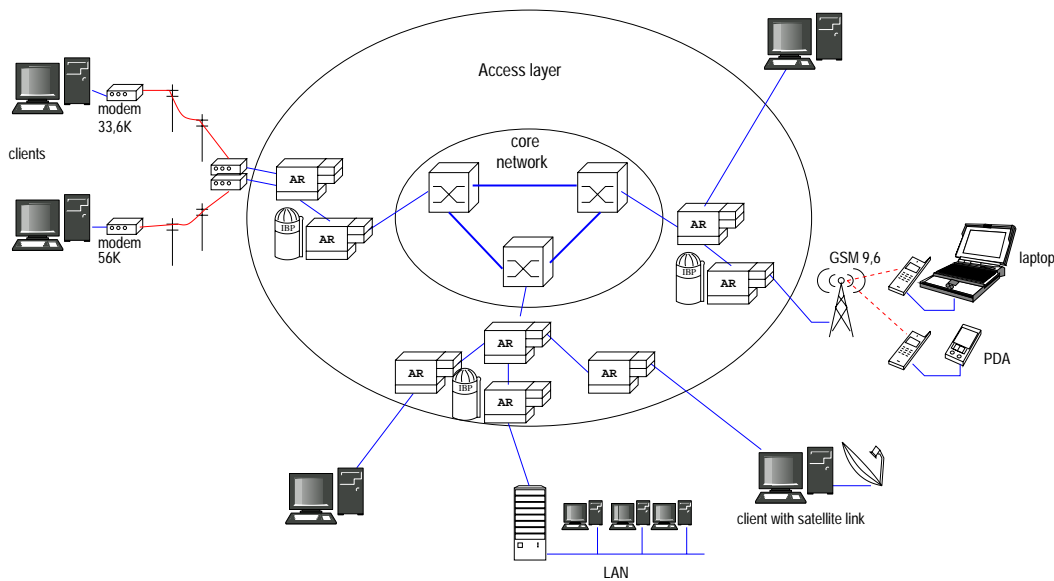 Access layer
modem
33,6K
clients
core
network
AR
IBP
AR
modem
56K
AR
IBP
AR
GSM 9,6
laptop
PDA
AR
AR
IBP
AR
AR
client with satellite link
LAN